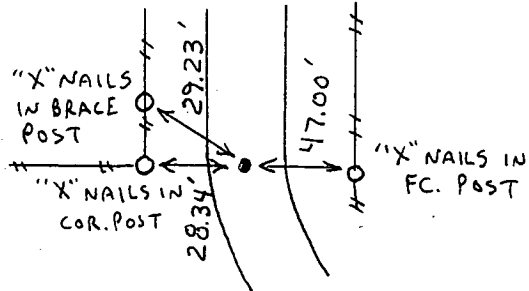 "X" NAILS
IN BRACE
POST
29.23'
47.00'
"X" NAILS IN
FC. POST
"X" NAILS IN
COR. POST
28.34'